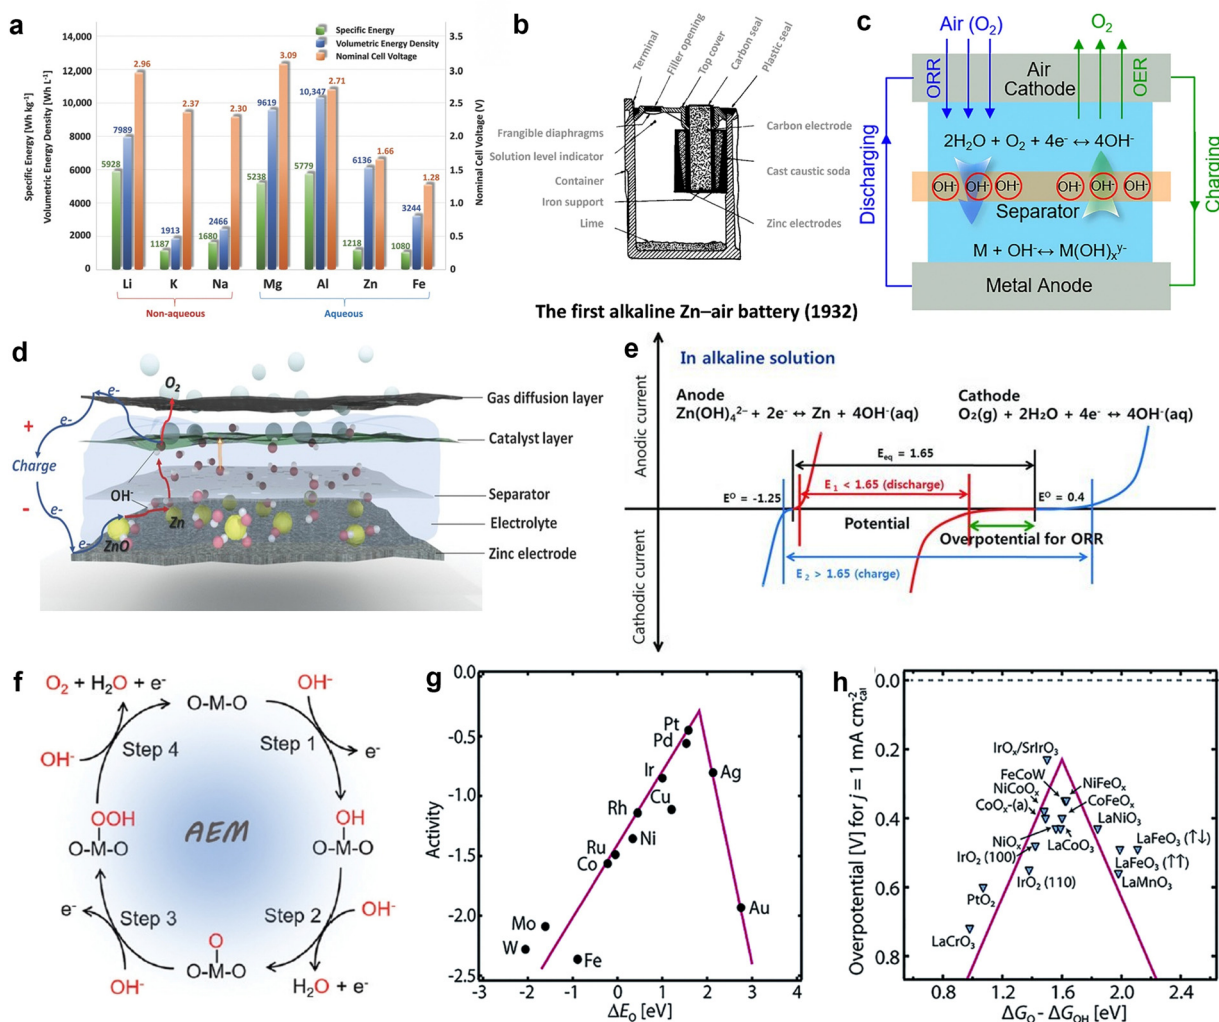 a
Specific Energy
Volumetric Energy Density
Nominal Cell Voltage
Specific Energy [Wh kg⁻¹]
Volumetric Energy Density [Wh L⁻¹]
Nominal Cell Voltage (V)
14,000
12,000
10,000
8000
6000
4000
2000
0
3.5
3.0
2.5
2.0
1.5
1.0
0.5
0.0
5928
7989
2.96
1187
1913
2.37
1680
2466
2.30
5238
9619
3.09
5779
10,347
2.71
1218
6136
1.66
1080
3244
1.28
Li K Na Mg Al Zn Fe
Non-aqueous
Aqueous
b
Terminal
Filler opening
Top cover
Carbon seal
Plastic seal
Frangible diaphragms
Solution level indicator
Container
Iron support
Lime
Carbon electrode
Cast caustic soda
Zinc electrodes
The first alkaline Zn–air battery (1932)
c
Air (O₂)
O₂
ORR
OER
Air
Cathode
2H₂O + O₂ + 4e⁻ ↔ 4OH⁻
OH⁻ OH⁻ OH⁻ OH⁻ OH⁻ OH⁻
Separator
M + OH⁻ ↔ M(OH)ₓʸ⁻
Metal Anode
Discharging
Charging
d
O₂
e-
e-
+
Charge
-
OH⁻
Zn
ZnO
e-
e-
Gas diffusion layer
Catalyst layer
Separator
Electrolyte
Zinc electrode
e
In alkaline solution
Anode
Zn(OH)₄²⁻ + 2e⁻ ↔ Zn + 4OH⁻(aq)
Cathode
O₂(g) + 2H₂O + 4e⁻ ↔ 4OH⁻(aq)
Anodic current
Cathodic current
E_eq = 1.65
E⁰ = -1.25
E₁ < 1.65 (discharge)
E⁰ = 0.4
Potential
Overpotential for ORR
E₂ > 1.65 (charge)
f
O₂ + H₂O + e⁻
O-M-O
OH⁻
Step 1
e⁻
OH
O-M-O
Step 2
OH⁻
H₂O + e⁻
O
O-M-O
OH⁻
Step 3
e⁻
OOH
O-M-O
OH⁻
Step 4
AEM
g
Activity
0.0
-0.5
-1.0
-1.5
-2.0
-2.5
Pt
Pd
Ir
Ag
Cu
Rh
Ni
Ru
Co
Au
Mo
W
Fe
-3 -2 -1 0 1 2 3 4
ΔE_O [eV]
h
Overpotential [V] for j = 1 mA cm⁻²_cal
0.0
0.2
0.4
0.6
0.8
IrOₓ/SrIrO₃
FeCoW
NiCoOₓ
CoOₓ-(a)
NiFeOₓ
CoFeOₓ
LaNiO₃
NiOₓ
LaCoO₃
LaFeO₃ (↑↓)
IrO₂ (100)
LaFeO₃ (↑↑)
IrO₂ (110)
LaMnO₃
PtO₂
LaCrO₃
0.8 1.2 1.6 2.0 2.4
ΔG_O - ΔG_OH [eV]